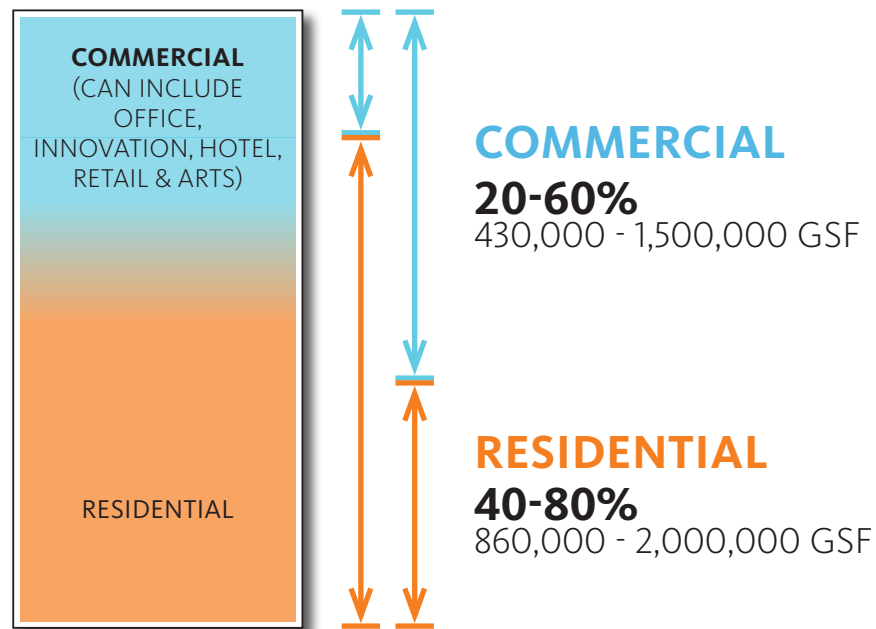 COMMERCIAL
(CAN INCLUDE
OFFICE,
INNOVATION, HOTEL,
RETAIL & ARTS)
RESIDENTIAL
COMMERCIAL
20-60%
430,000 - 1,500,000 GSF
RESIDENTIAL
40-80%
860,000 - 2,000,000 GSF